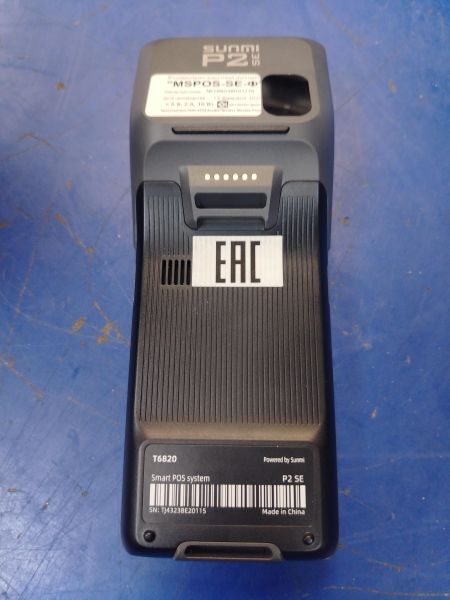 SUNMI
P2 SE
"MSPOS-SE-Ф"
EAC
T6820
Powered by Sunmi
Smart POS system
P2 SE
SN: TJ4323BE20115
Made in China